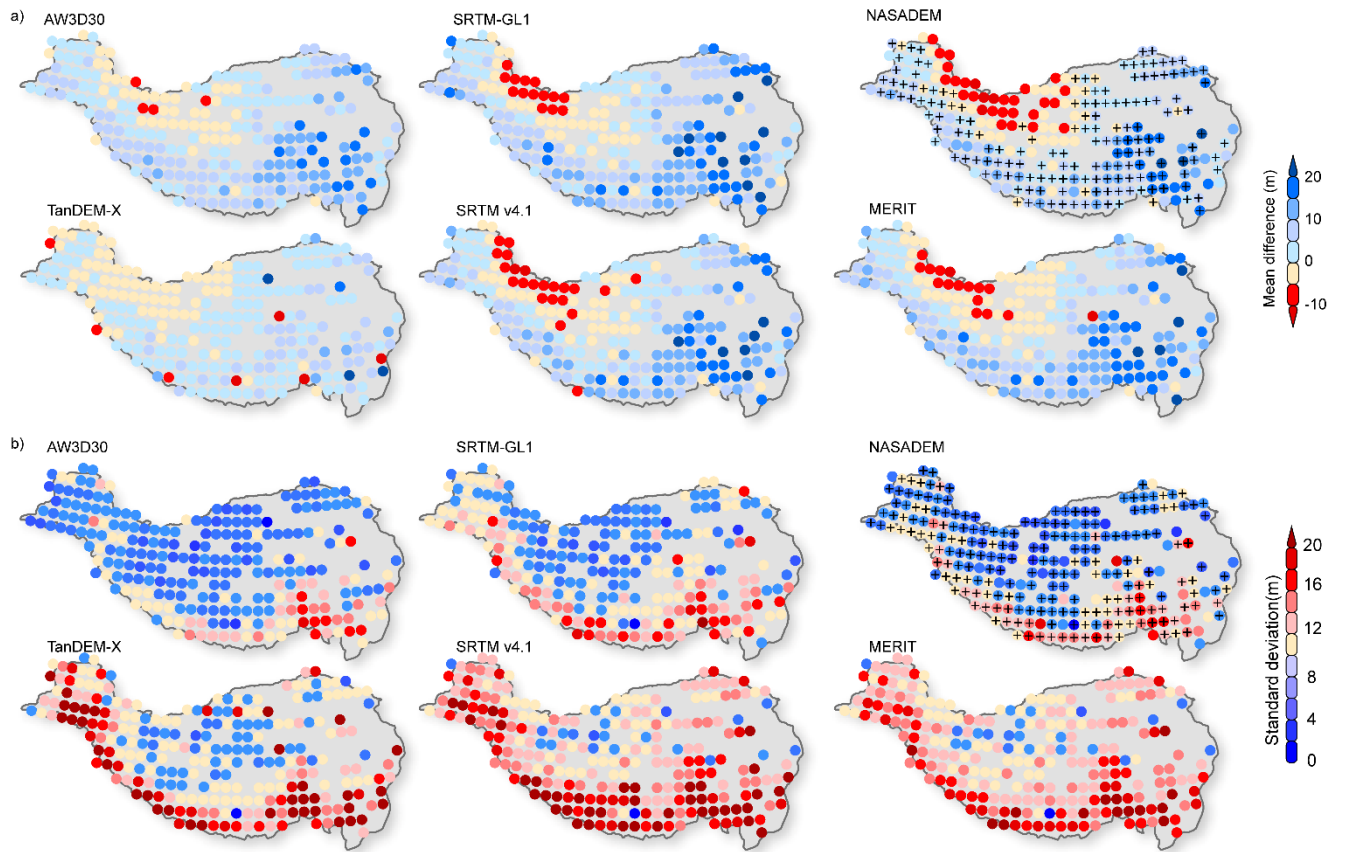 a)
AW3D30
SRTM-GL1
NASADEM
TanDEM-X
SRTM v4.1
MERIT
20
10
0
-10
Mean difference (m)
b)
AW3D30
SRTM-GL1
NASADEM
TanDEM-X
SRTM v4.1
MERIT
20
16
12
8
4
0
Standard deviation(m)